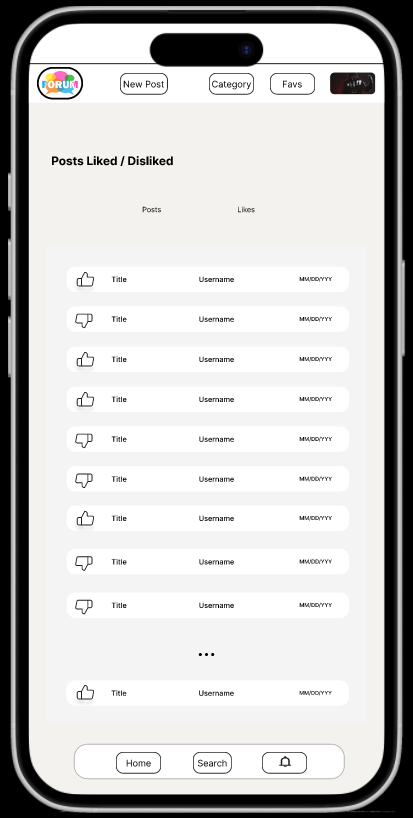 FORUM
New Post
Category
Favs
Posts Liked / Disliked
Posts
Likes
Title Username MM/DD/YYY
Title Username MM/DD/YYY
Title Username MM/DD/YYY
Title Username MM/DD/YYY
Title Username MM/DD/YYY
Title Username MM/DD/YYY
Title Username MM/DD/YYY
Title Username MM/DD/YYY
Title Username MM/DD/YYY
...
Title Username MM/DD/YYY
Home
Search